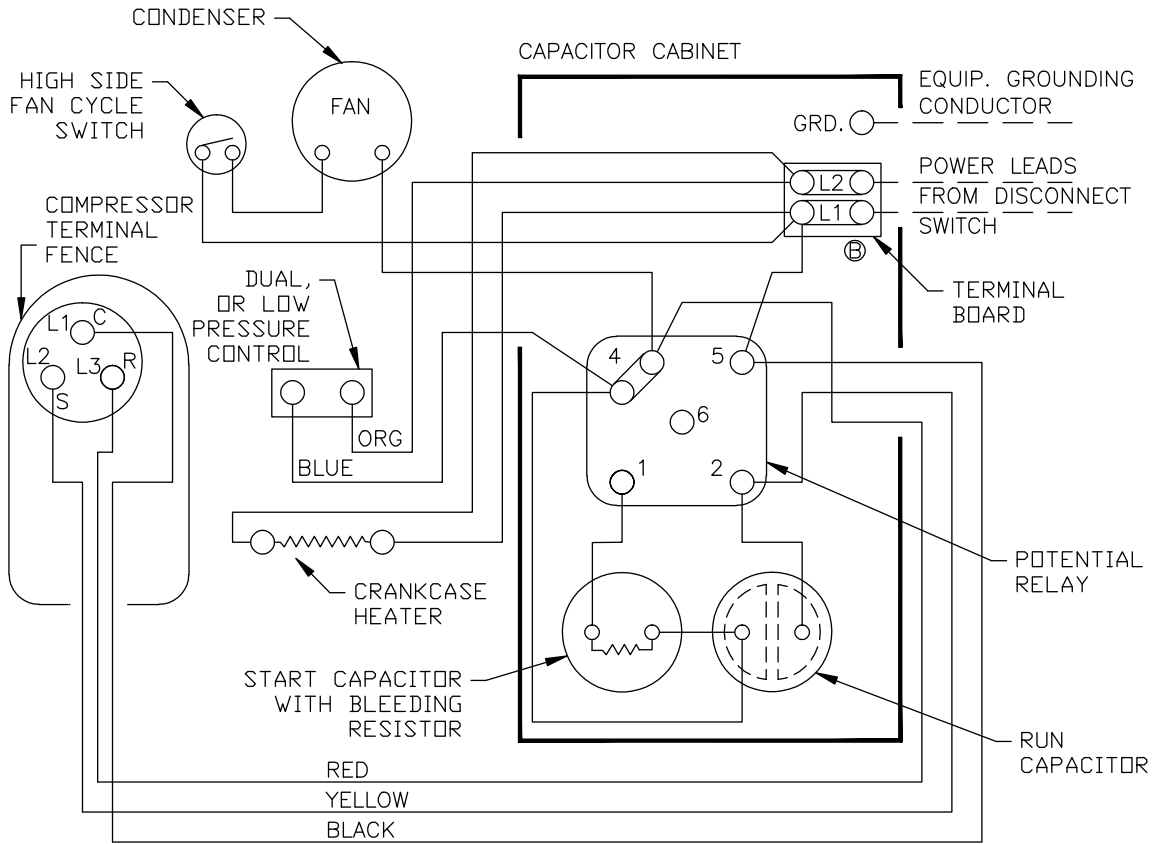 CONDENSER
CAPACITOR CABINET
HIGH SIDE
FAN CYCLE
SWITCH
FAN
EQUIP. GROUNDING
CONDUCTOR
GRD.
L2
POWER LEADS
FROM DISCONNECT
SWITCH
L1
B
COMPRESSOR
TERMINAL
FENCE
DUAL,
OR LOW
PRESSURE
CONTROL
TERMINAL
BOARD
L1 C
L2
L3 R
S
4
5
6
1
2
ORG
BLUE
CRANKCASE
HEATER
POTENTIAL
RELAY
START CAPACITOR
WITH BLEEDING
RESISTOR
RUN
CAPACITOR
RED
YELLOW
BLACK